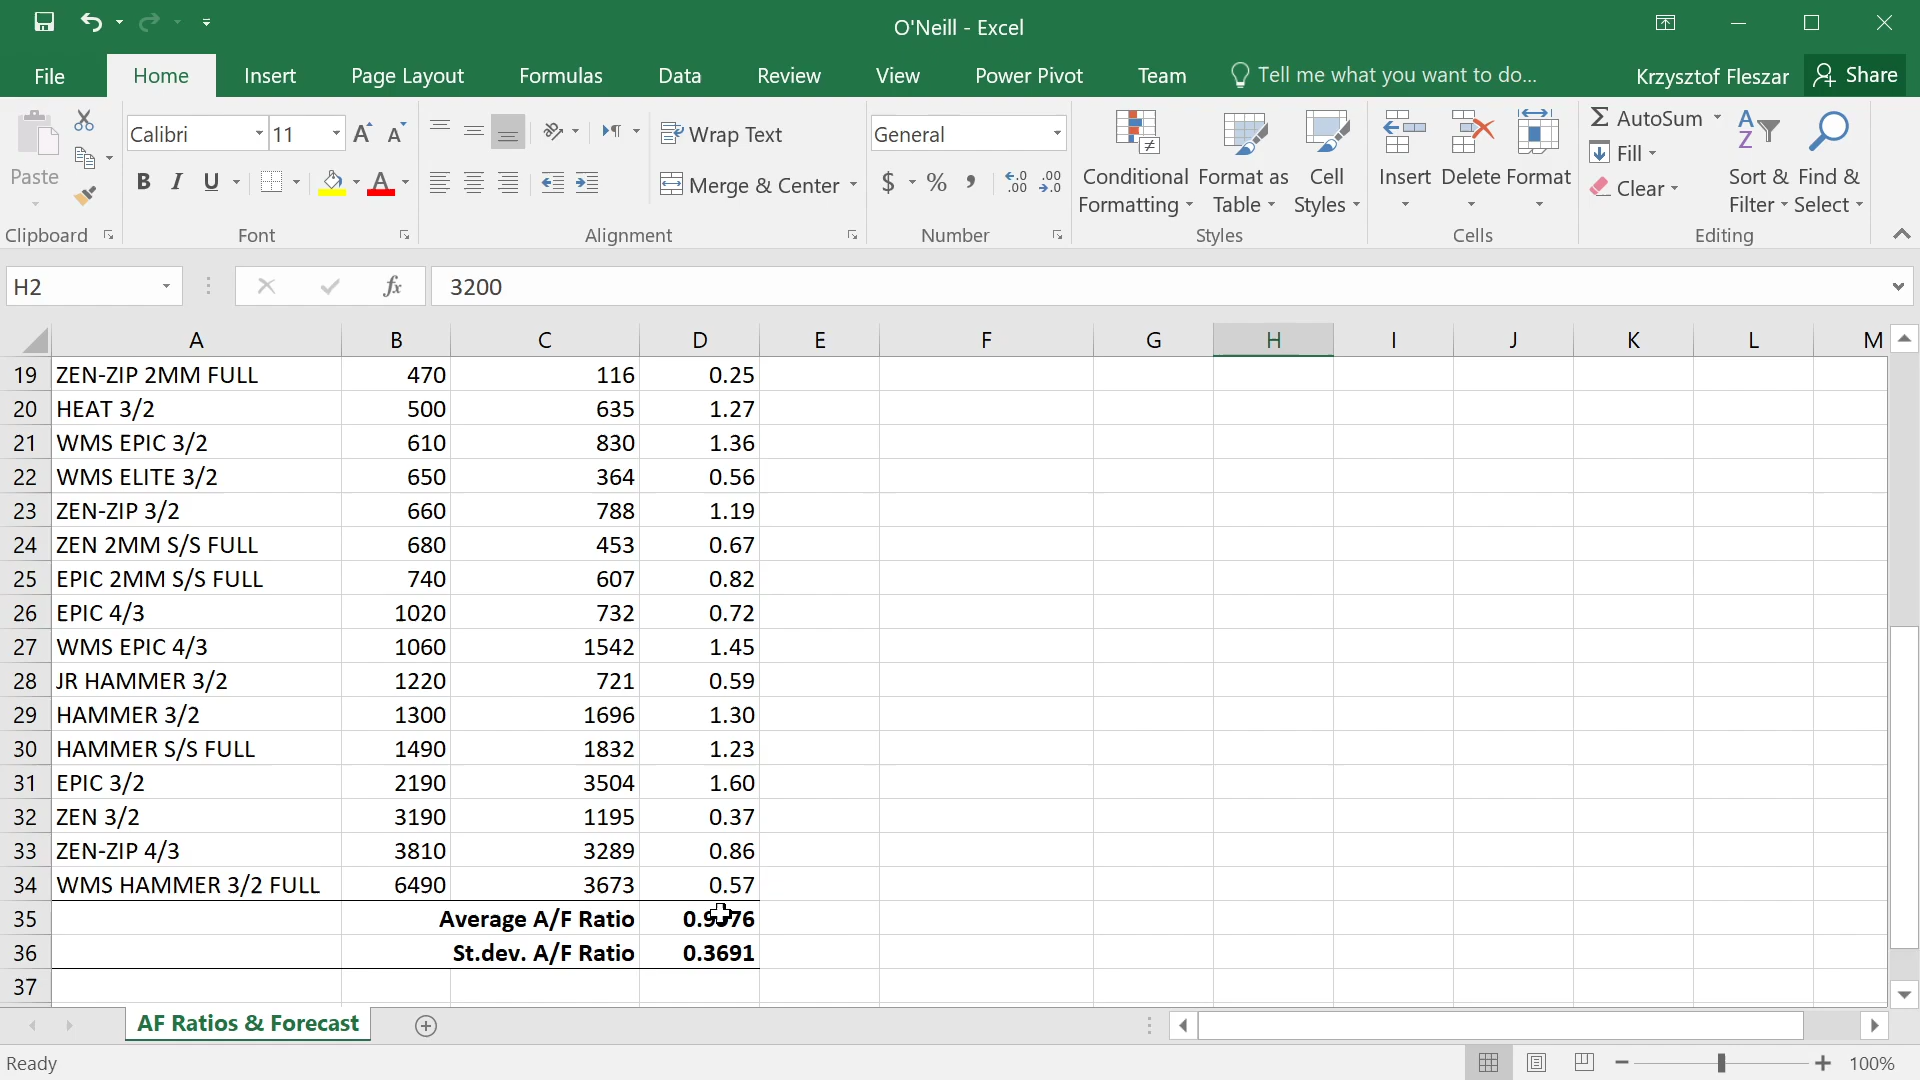 O'Neill - Excel
File Home Insert Page Layout Formulas Data Review View Power Pivot Team Tell me what you want to do... Krzysztof Fleszar Share
Paste
Clipboard
Calibri 11
B I U
Font
Wrap Text
Merge & Center
Alignment
General
$ % ,
Number
Conditional Formatting
Format as Table
Cell Styles
Styles
Insert Delete Format
Cells
AutoSum
Fill
Clear
Sort & Filter
Find & Select
Editing
H2 fx 3200
A B C D E F G H I J K L M
19 ZEN-ZIP 2MM FULL 470 116 0.25
20 HEAT 3/2 500 635 1.27
21 WMS EPIC 3/2 610 830 1.36
22 WMS ELITE 3/2 650 364 0.56
23 ZEN-ZIP 3/2 660 788 1.19
24 ZEN 2MM S/S FULL 680 453 0.67
25 EPIC 2MM S/S FULL 740 607 0.82
26 EPIC 4/3 1020 732 0.72
27 WMS EPIC 4/3 1060 1542 1.45
28 JR HAMMER 3/2 1220 721 0.59
29 HAMMER 3/2 1300 1696 1.30
30 HAMMER S/S FULL 1490 1832 1.23
31 EPIC 3/2 2190 3504 1.60
32 ZEN 3/2 3190 1195 0.37
33 ZEN-ZIP 4/3 3810 3289 0.86
34 WMS HAMMER 3/2 FULL 6490 3673 0.57
35 Average A/F Ratio
36 St.dev. A/F Ratio 0.3691
37
AF Ratios & Forecast
Ready 100%